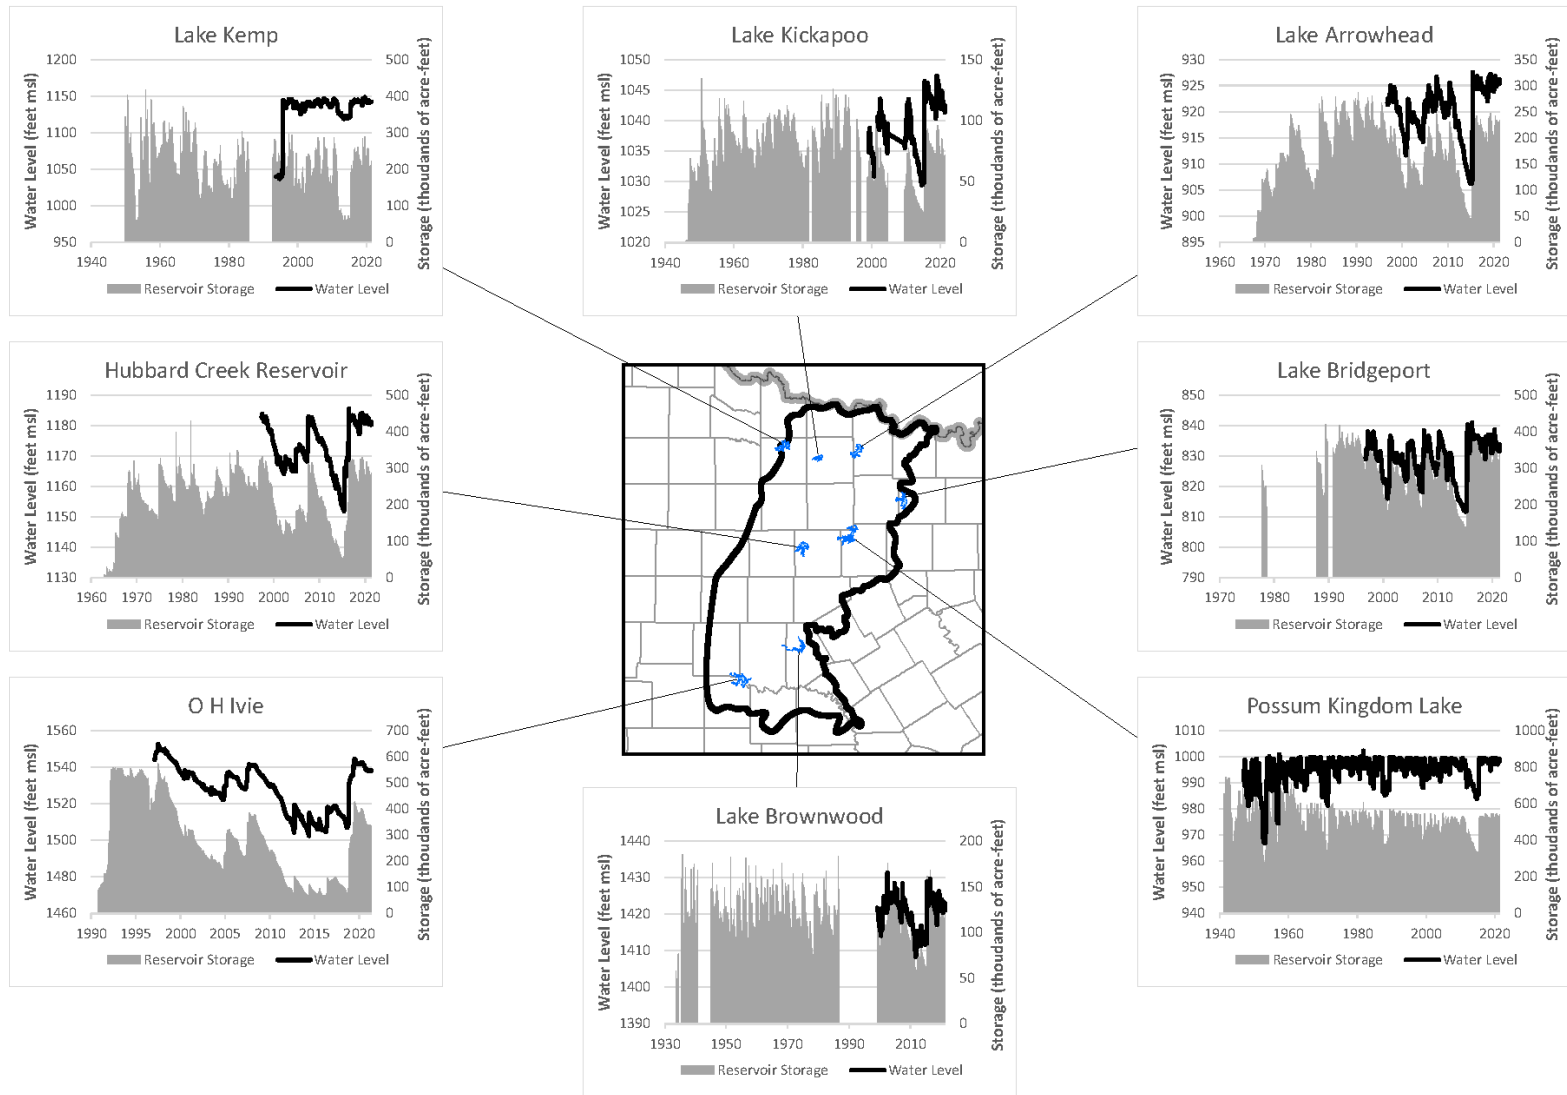 Lake Kemp
Water Level (feet msl)
1200
1150
1100
1050
1000
950
500
400
300
200
100
0
Storage (thoudands of acre-feet)
1940 1960 1980 2000 2020
Reservoir Storage Water Level
Lake Kickapoo
Water Level (feet msl)
1050
1045
1040
1035
1030
1025
1020
150
100
50
0
Storage (thoudands of acre-feet)
1940 1960 1980 2000 2020
Reservoir Storage Water Level
Lake Arrowhead
Water Level (feet msl)
930
925
920
915
910
905
900
895
350
300
250
200
150
100
50
0
Storage (thoudands of acre-feet)
1960 1970 1980 1990 2000 2010 2020
Reservoir Storage Water Level
Hubbard Creek Reservoir
Water Level (feet msl)
1190
1180
1170
1160
1150
1140
1130
500
400
300
200
100
0
Storage (thoudands of acre-feet)
1960 1970 1980 1990 2000 2010 2020
Reservoir Storage Water Level
Lake Bridgeport
Water Level (feet msl)
850
840
830
820
810
800
790
500
400
300
200
100
0
Storage (thoudands of acre-feet)
1970 1980 1990 2000 2010 2020
Reservoir Storage Water Level
O H Ivie
Water Level (feet msl)
1560
1540
1520
1500
1480
1460
700
600
500
400
300
200
100
0
Storage (thoudands of acre-feet)
1990 1995 2000 2005 2010 2015 2020
Reservoir Storage Water Level
Lake Brownwood
Water Level (feet msl)
1440
1430
1420
1410
1400
1390
200
150
100
50
0
Storage (thoudands of acre-feet)
1930 1950 1970 1990 2010
Reservoir Storage Water Level
Possum Kingdom Lake
Water Level (feet msl)
1010
1000
990
980
970
960
950
940
1000
800
600
400
200
0
Storage (thoudands of acre-feet)
1940 1950 1960 1970 1980 1990 2000 2010 2020
Reservoir Storage Water Level